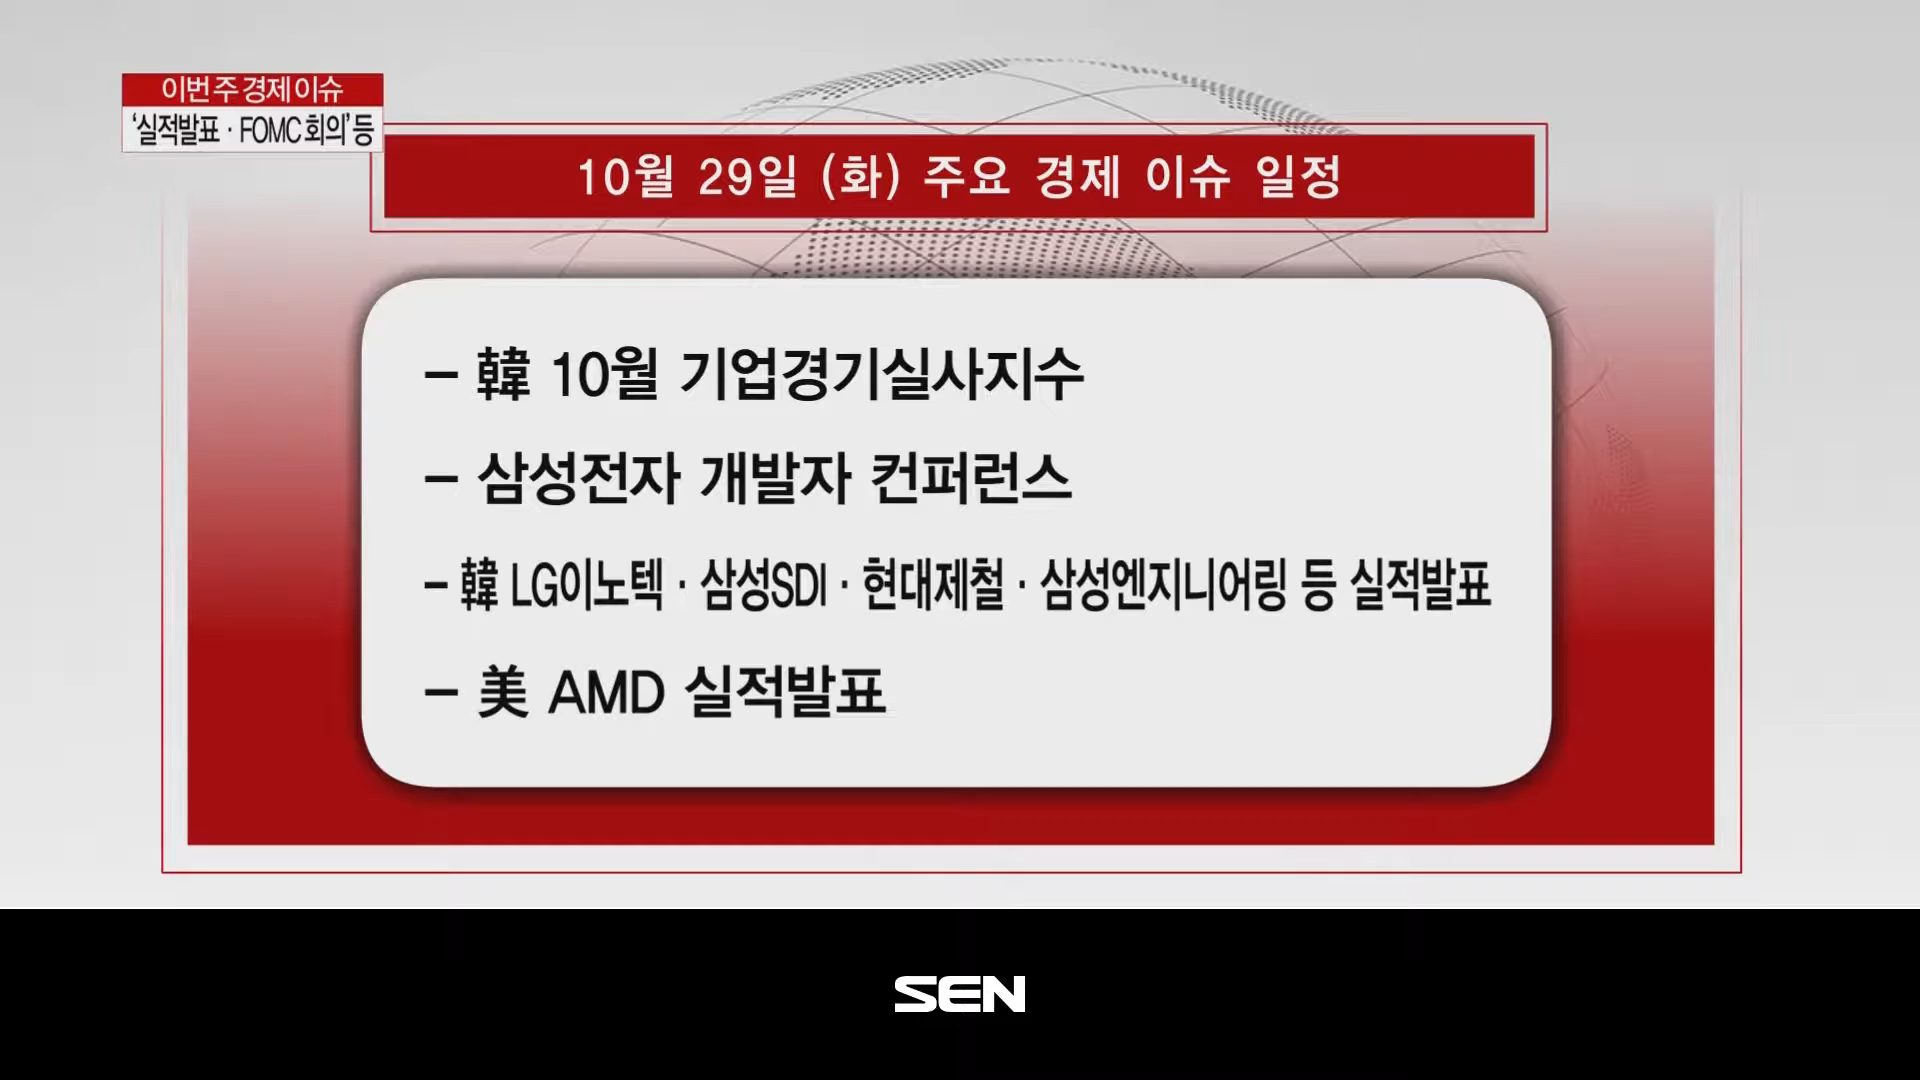 이번 주 경제 이슈
‘실적발표 · FOMC 회의’ 등
10월 29일 (화) 주요 경제 이슈 일정
- 韓 10월 기업경기실사지수
- 삼성전자 개발자 컨퍼런스
- 韓 LG이노텍 · 삼성SDI · 현대제철 · 삼성엔지니어링 등 실적발표
- 美 AMD 실적발표
SEN